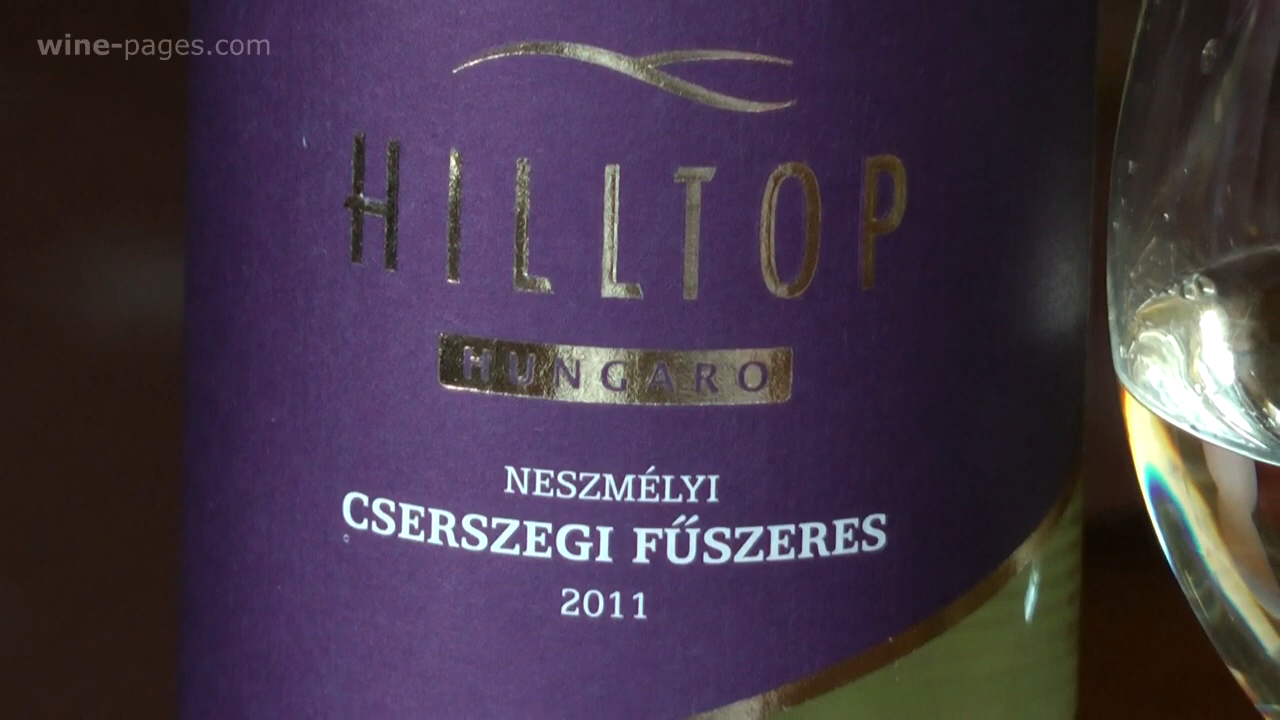 wine-pages.com
HILLTOP
HUNGARO
NESZMÉLYI
CSERSZEGI FŰSZERES
2011